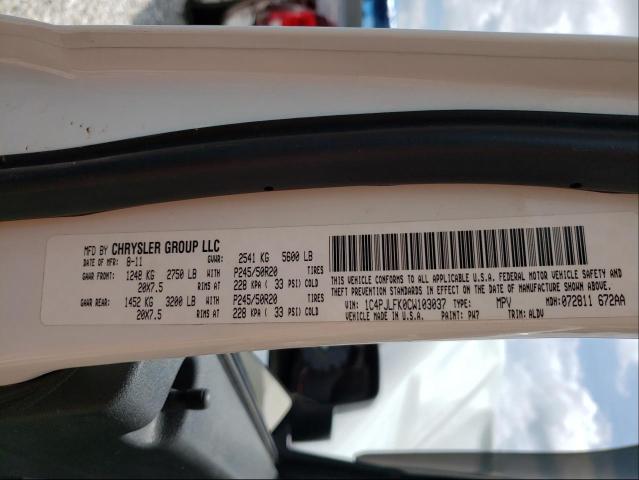 MFD BY CHRYSLER GROUP LLC
DATE OF MFR: 8-11 GVWR: 2541 KG 5600 LB
GAWR FRONT: 1248 KG 2750 LB WITH P245/50R20 TIRES
20X7.5 RIMS AT 228 KPA ( 33 PSI) COLD
GAWR REAR: 1452 KG 3200 LB WITH P245/50R20 TIRES
20X7.5 RIMS AT 228 KPA ( 33 PSI) COLD
THIS VEHICLE CONFORMS TO ALL APPLICABLE U.S.A. FEDERAL MOTOR VEHICLE SAFETY AND
THEFT PREVENTION STANDARDS IN EFFECT ON THE DATE OF MANUFACTURE SHOWN ABOVE.
VIN: 1C4PJLFK0CW103037 TYPE: MPV MDH: 072811 672AA
VEHICLE MADE IN U.S.A. PAINT: PW7 TRIM: ALDV